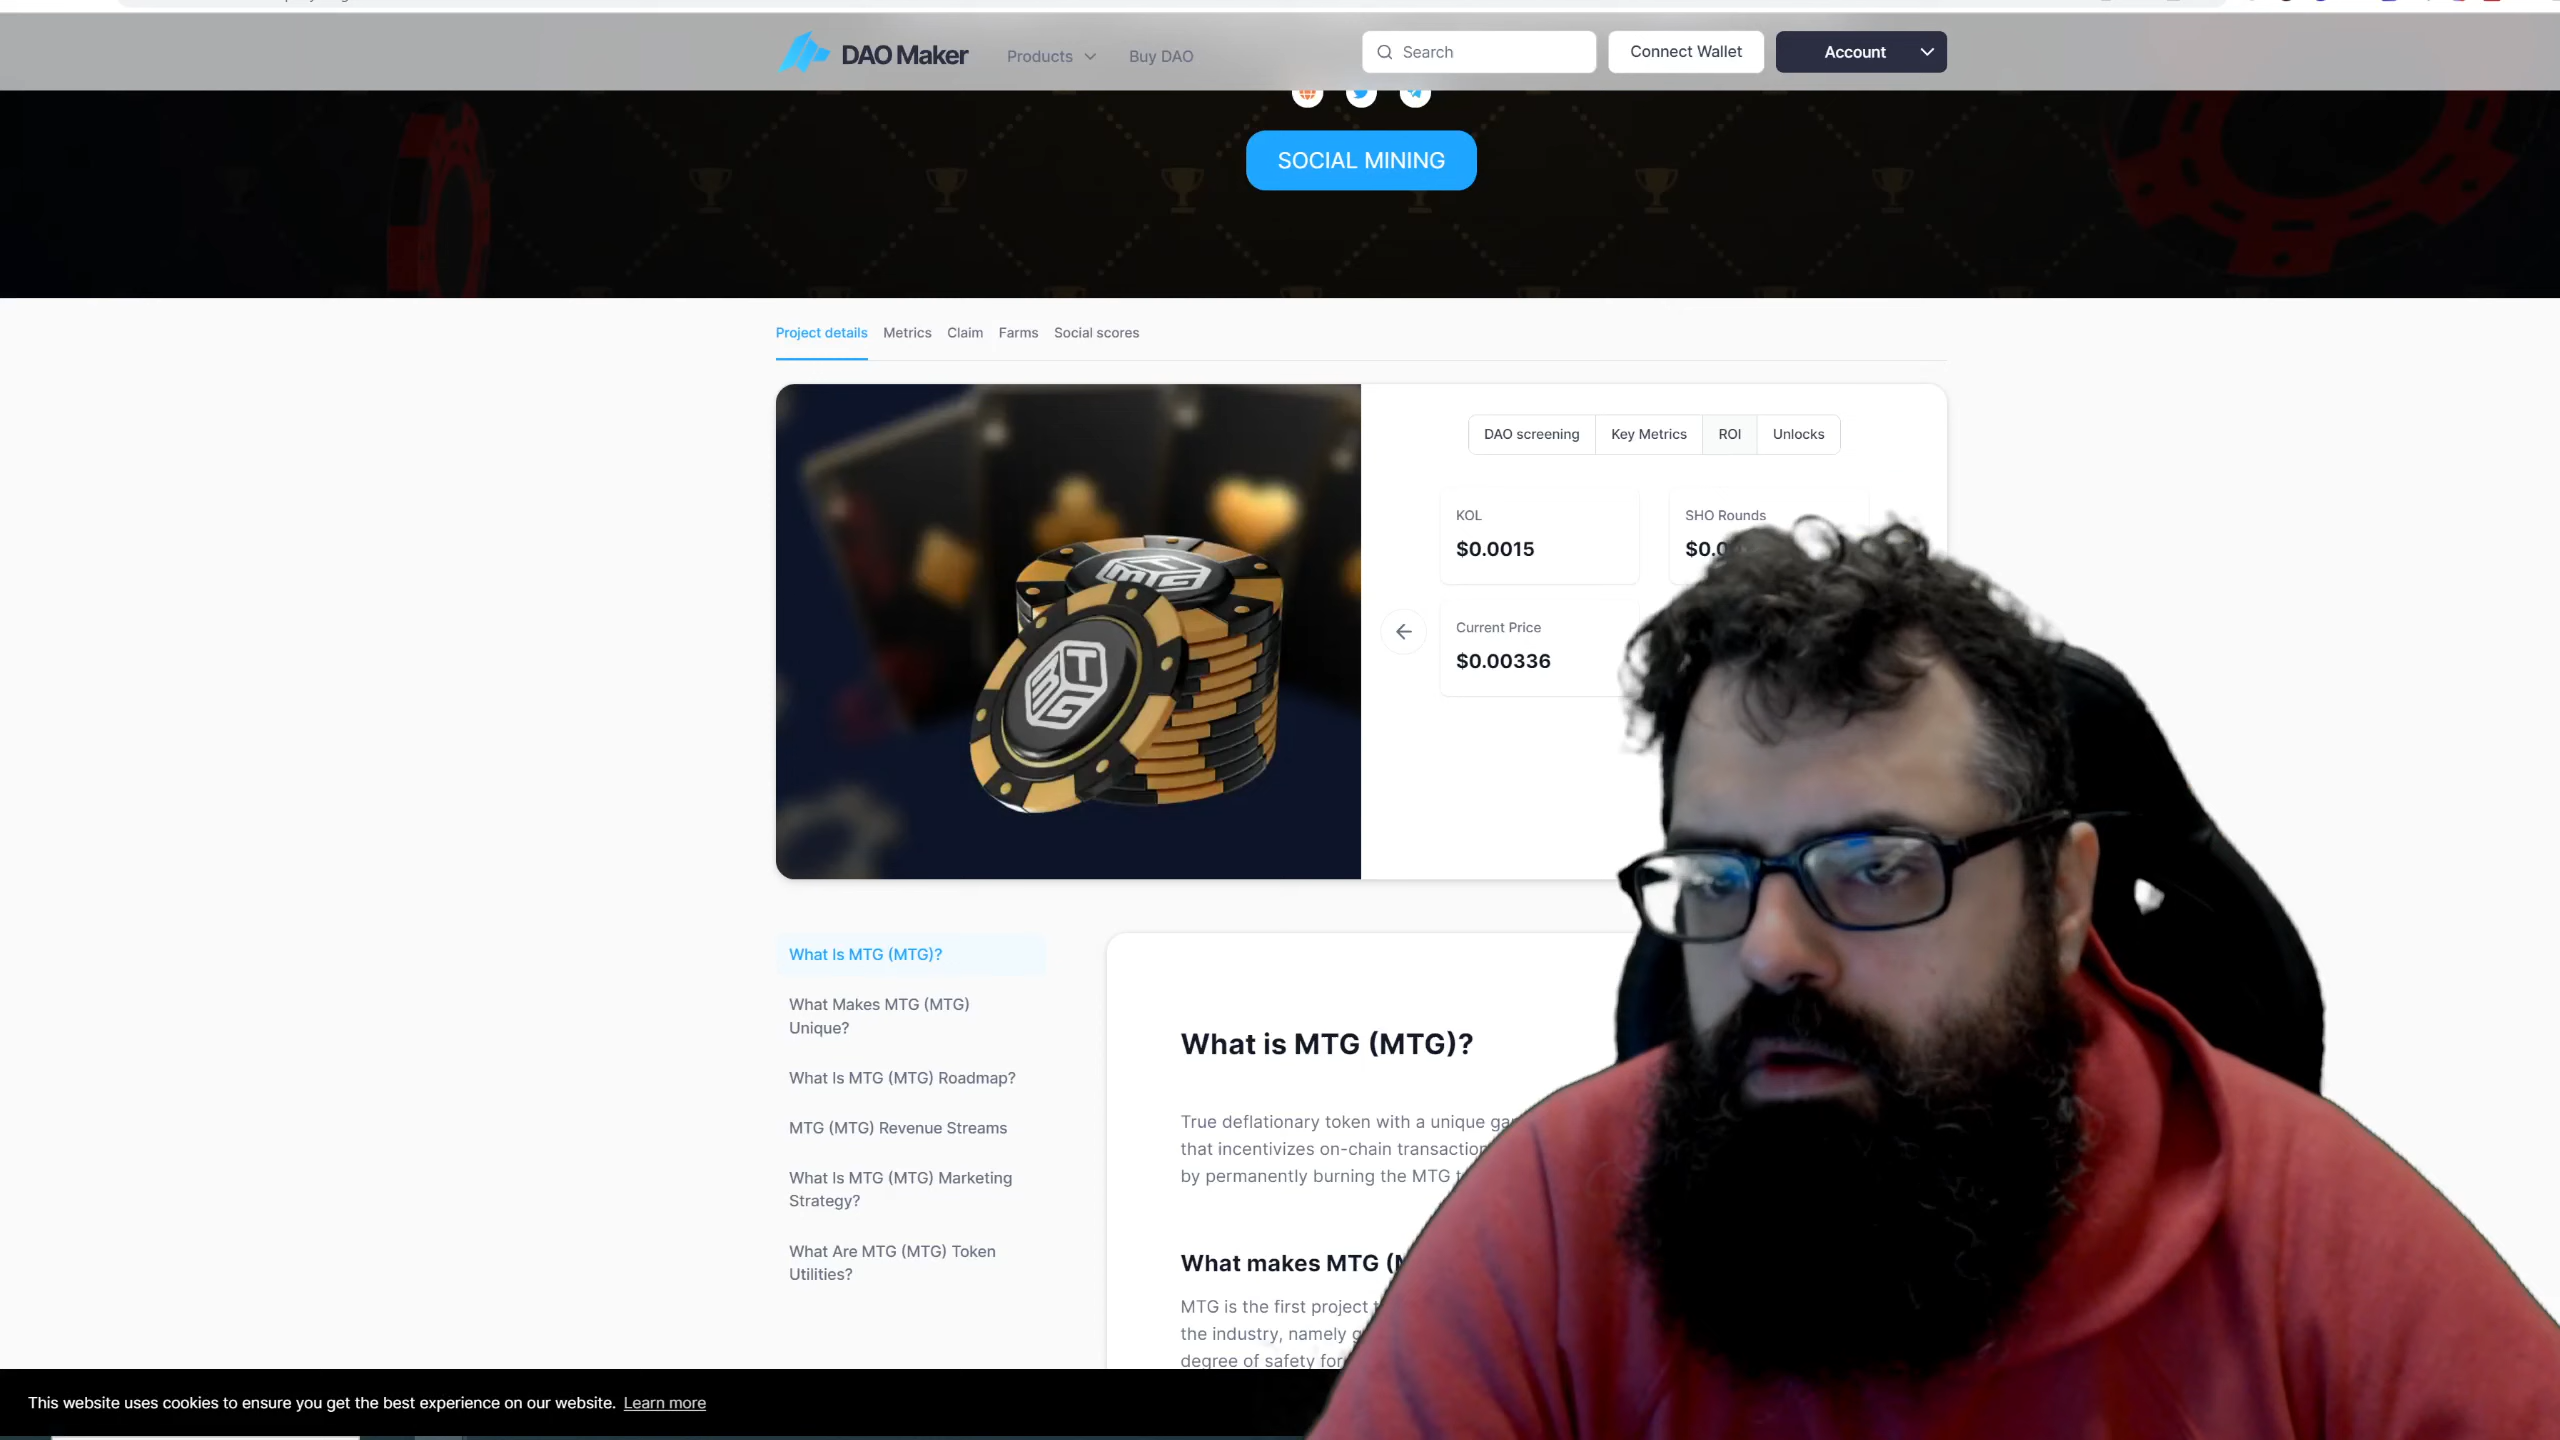 DAO Maker
Products
Buy DAO
Search
Connect Wallet
Account
SOCIAL MINING
Project details
Metrics
Claim
Farms
Social scores
DAO screening
Key Metrics
ROI
Unlocks
KOL
$0.0015
SHO Rounds
$0.0
Current Price
$0.00336
MTG
MTG
What Is MTG (MTG)?
What Makes MTG (MTG)
Unique?
What Is MTG (MTG) Roadmap?
MTG (MTG) Revenue Streams
What Is MTG (MTG) Marketing
Strategy?
What Are MTG (MTG) Token
Utilities?
What is MTG (MTG)?
True deflationary token with a unique
that incentivizes on-chain
by permanently burning the MTG
What makes MTG
MTG is the first project
the industry, namely
degree of safety for
This website uses cookies to ensure you get the best experience on our website. Learn more